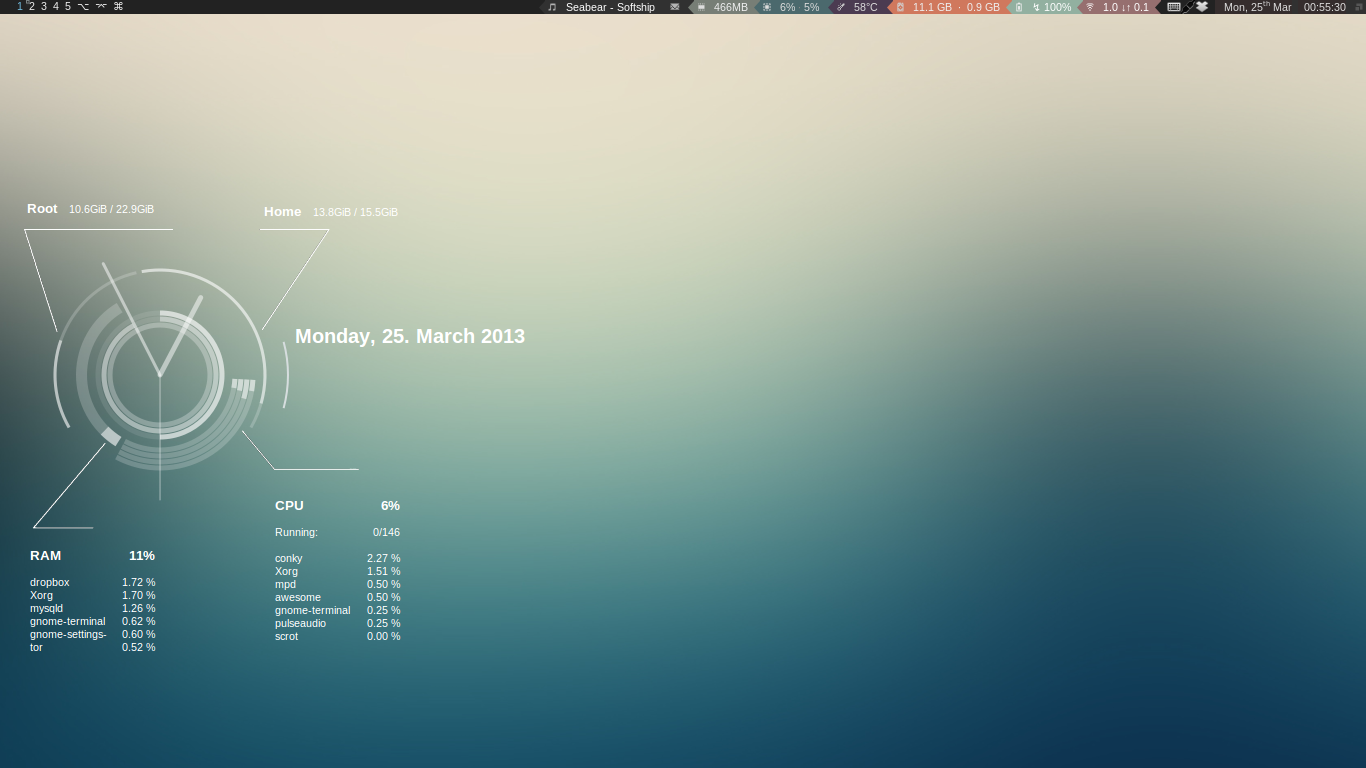 1 2 3 4 5 ⌥ ⌤ ⌘ Seabear - Softship 466MB 6% · 5% 58°C 11.1 GB · 0.9 GB ↯ 100% 1.0 ↓↑ 0.1 Mon, 25th Mar 00:55:30
Root 10.6GiB / 22.9GiB
Home 13.8GiB / 15.5GiB
Monday, 25. March 2013
CPU 6%
Running: 0/146
conky 2.27 %
Xorg 1.51 %
mpd 0.50 %
awesome 0.50 %
gnome-terminal 0.25 %
pulseaudio 0.25 %
scrot 0.00 %
RAM 11%
dropbox 1.72 %
Xorg 1.70 %
mysqld 1.26 %
gnome-terminal 0.62 %
gnome-settings- 0.60 %
tor 0.52 %